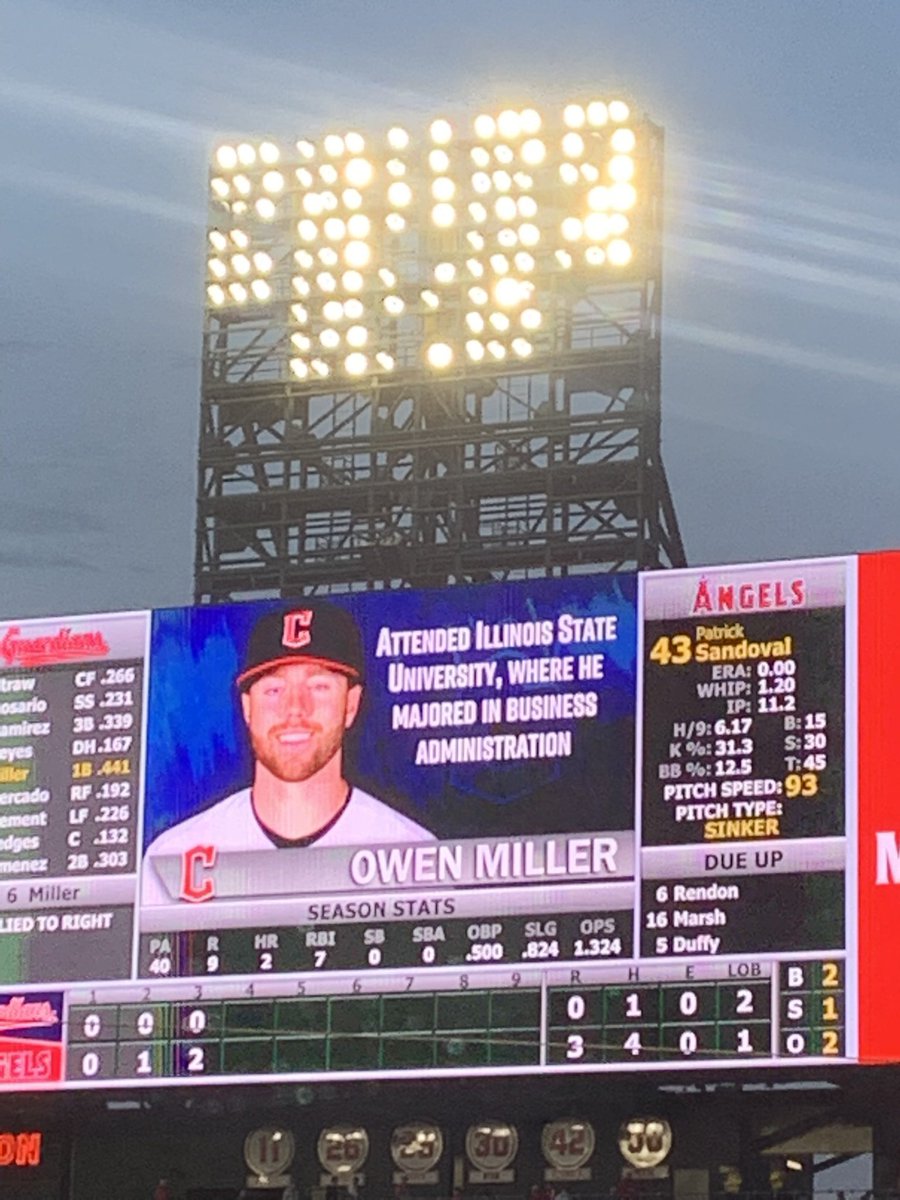 Guardians
CF .266
SS .231
3B .339
DH .167
1B .441
RF .192
LF .226
C .132
2B .303
6 Miller
LIED TO RIGHT
C
ATTENDED ILLINOIS STATE
UNIVERSITY, WHERE HE
MAJORED IN BUSINESS
ADMINISTRATION
C OWEN MILLER
SEASON STATS
PA R HR RBI SB SBA OBP SLG OPS
40 9 2 7 0 0 .500 .824 1.324
ANGELS
43 Patrick
Sandoval
ERA: 0.00
WHIP: 1.20
IP: 11.2
H/9: 6.17 B: 15
K %: 31.3 S: 30
BB %: 12.5 T: 45
PITCH SPEED: 93
PITCH TYPE:
SINKER
DUE UP
6 Rendon
16 Marsh
5 Duffy
M
1 2 3 4 5 6 7 8 9 R H E LOB
0 0 0 0 1 0 2
0 1 2 3 4 0 1
B 2
S 1
O 2
11 26 29 30 42 50